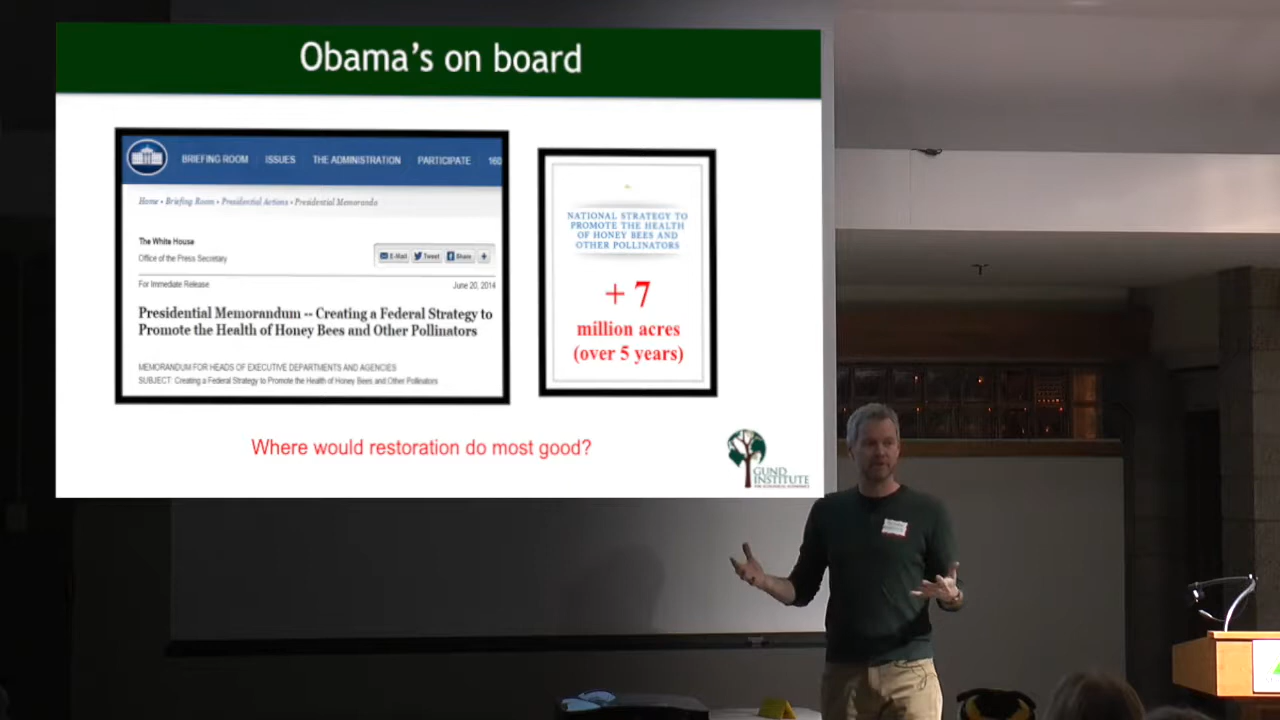 Obama's on board
BRIEFING ROOM ISSUES THE ADMINISTRATION PARTICIPATE 160
Home • Briefing Room • Presidential Actions • Presidential Memoranda
The White House
Office of the Press Secretary
E-Mail Tweet Share +
For Immediate Release
June 20, 2014
Presidential Memorandum -- Creating a Federal Strategy to
Promote the Health of Honey Bees and Other Pollinators
MEMORANDUM FOR HEADS OF EXECUTIVE DEPARTMENTS AND AGENCIES
SUBJECT: Creating a Federal Strategy to Promote the Health of Honey Bees and Other Pollinators
NATIONAL STRATEGY TO
PROMOTE THE HEALTH
OF HONEY BEES AND
OTHER POLLINATORS
+ 7
million acres
(over 5 years)
Where would restoration do most good?
GUND
INSTITUTE